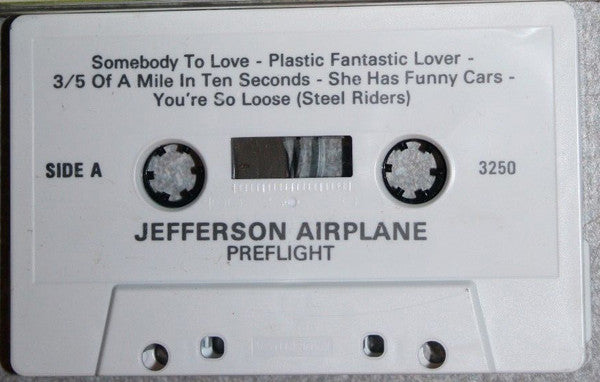 Somebody To Love - Plastic Fantastic Lover -
3/5 Of A Mile In Ten Seconds - She Has Funny Cars -
You're So Loose (Steel Riders)
SIDE A
3250
JEFFERSON AIRPLANE
PREFLIGHT